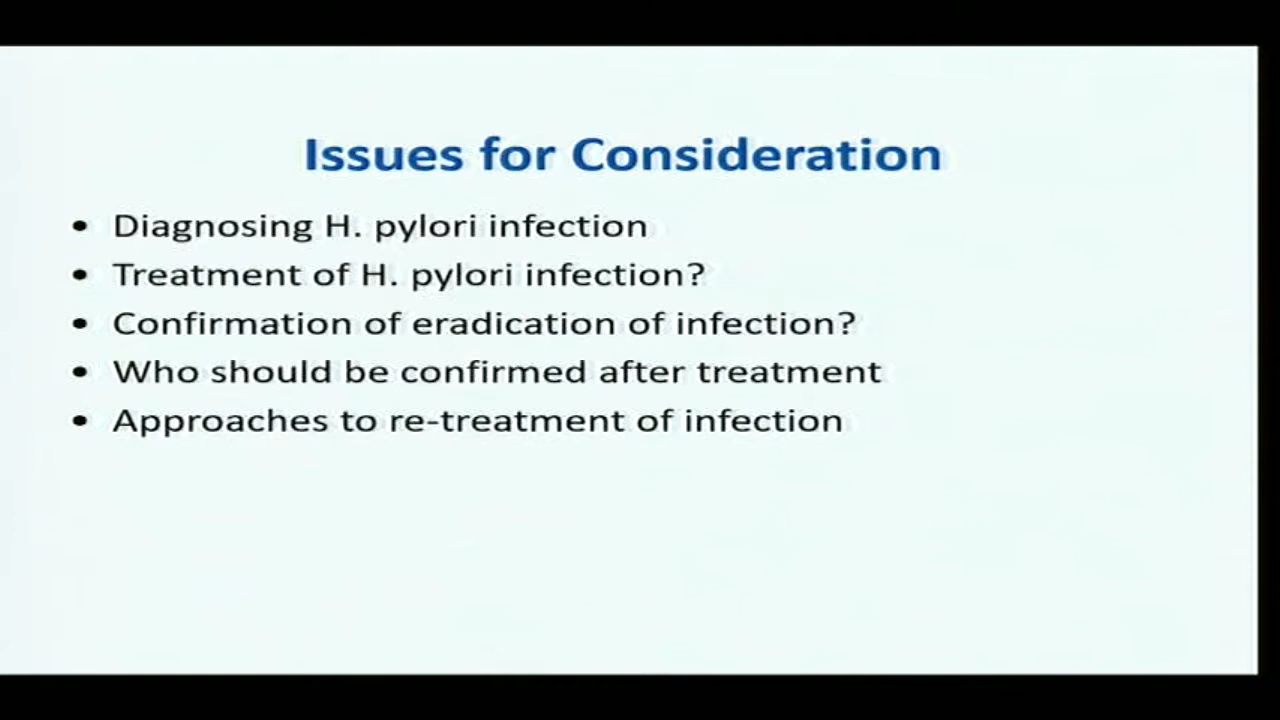 Issues for Consideration
• Diagnosing H. pylori infection
• Treatment of H. pylori infection?
• Confirmation of eradication of infection?
• Who should be confirmed after treatment
• Approaches to re-treatment of infection